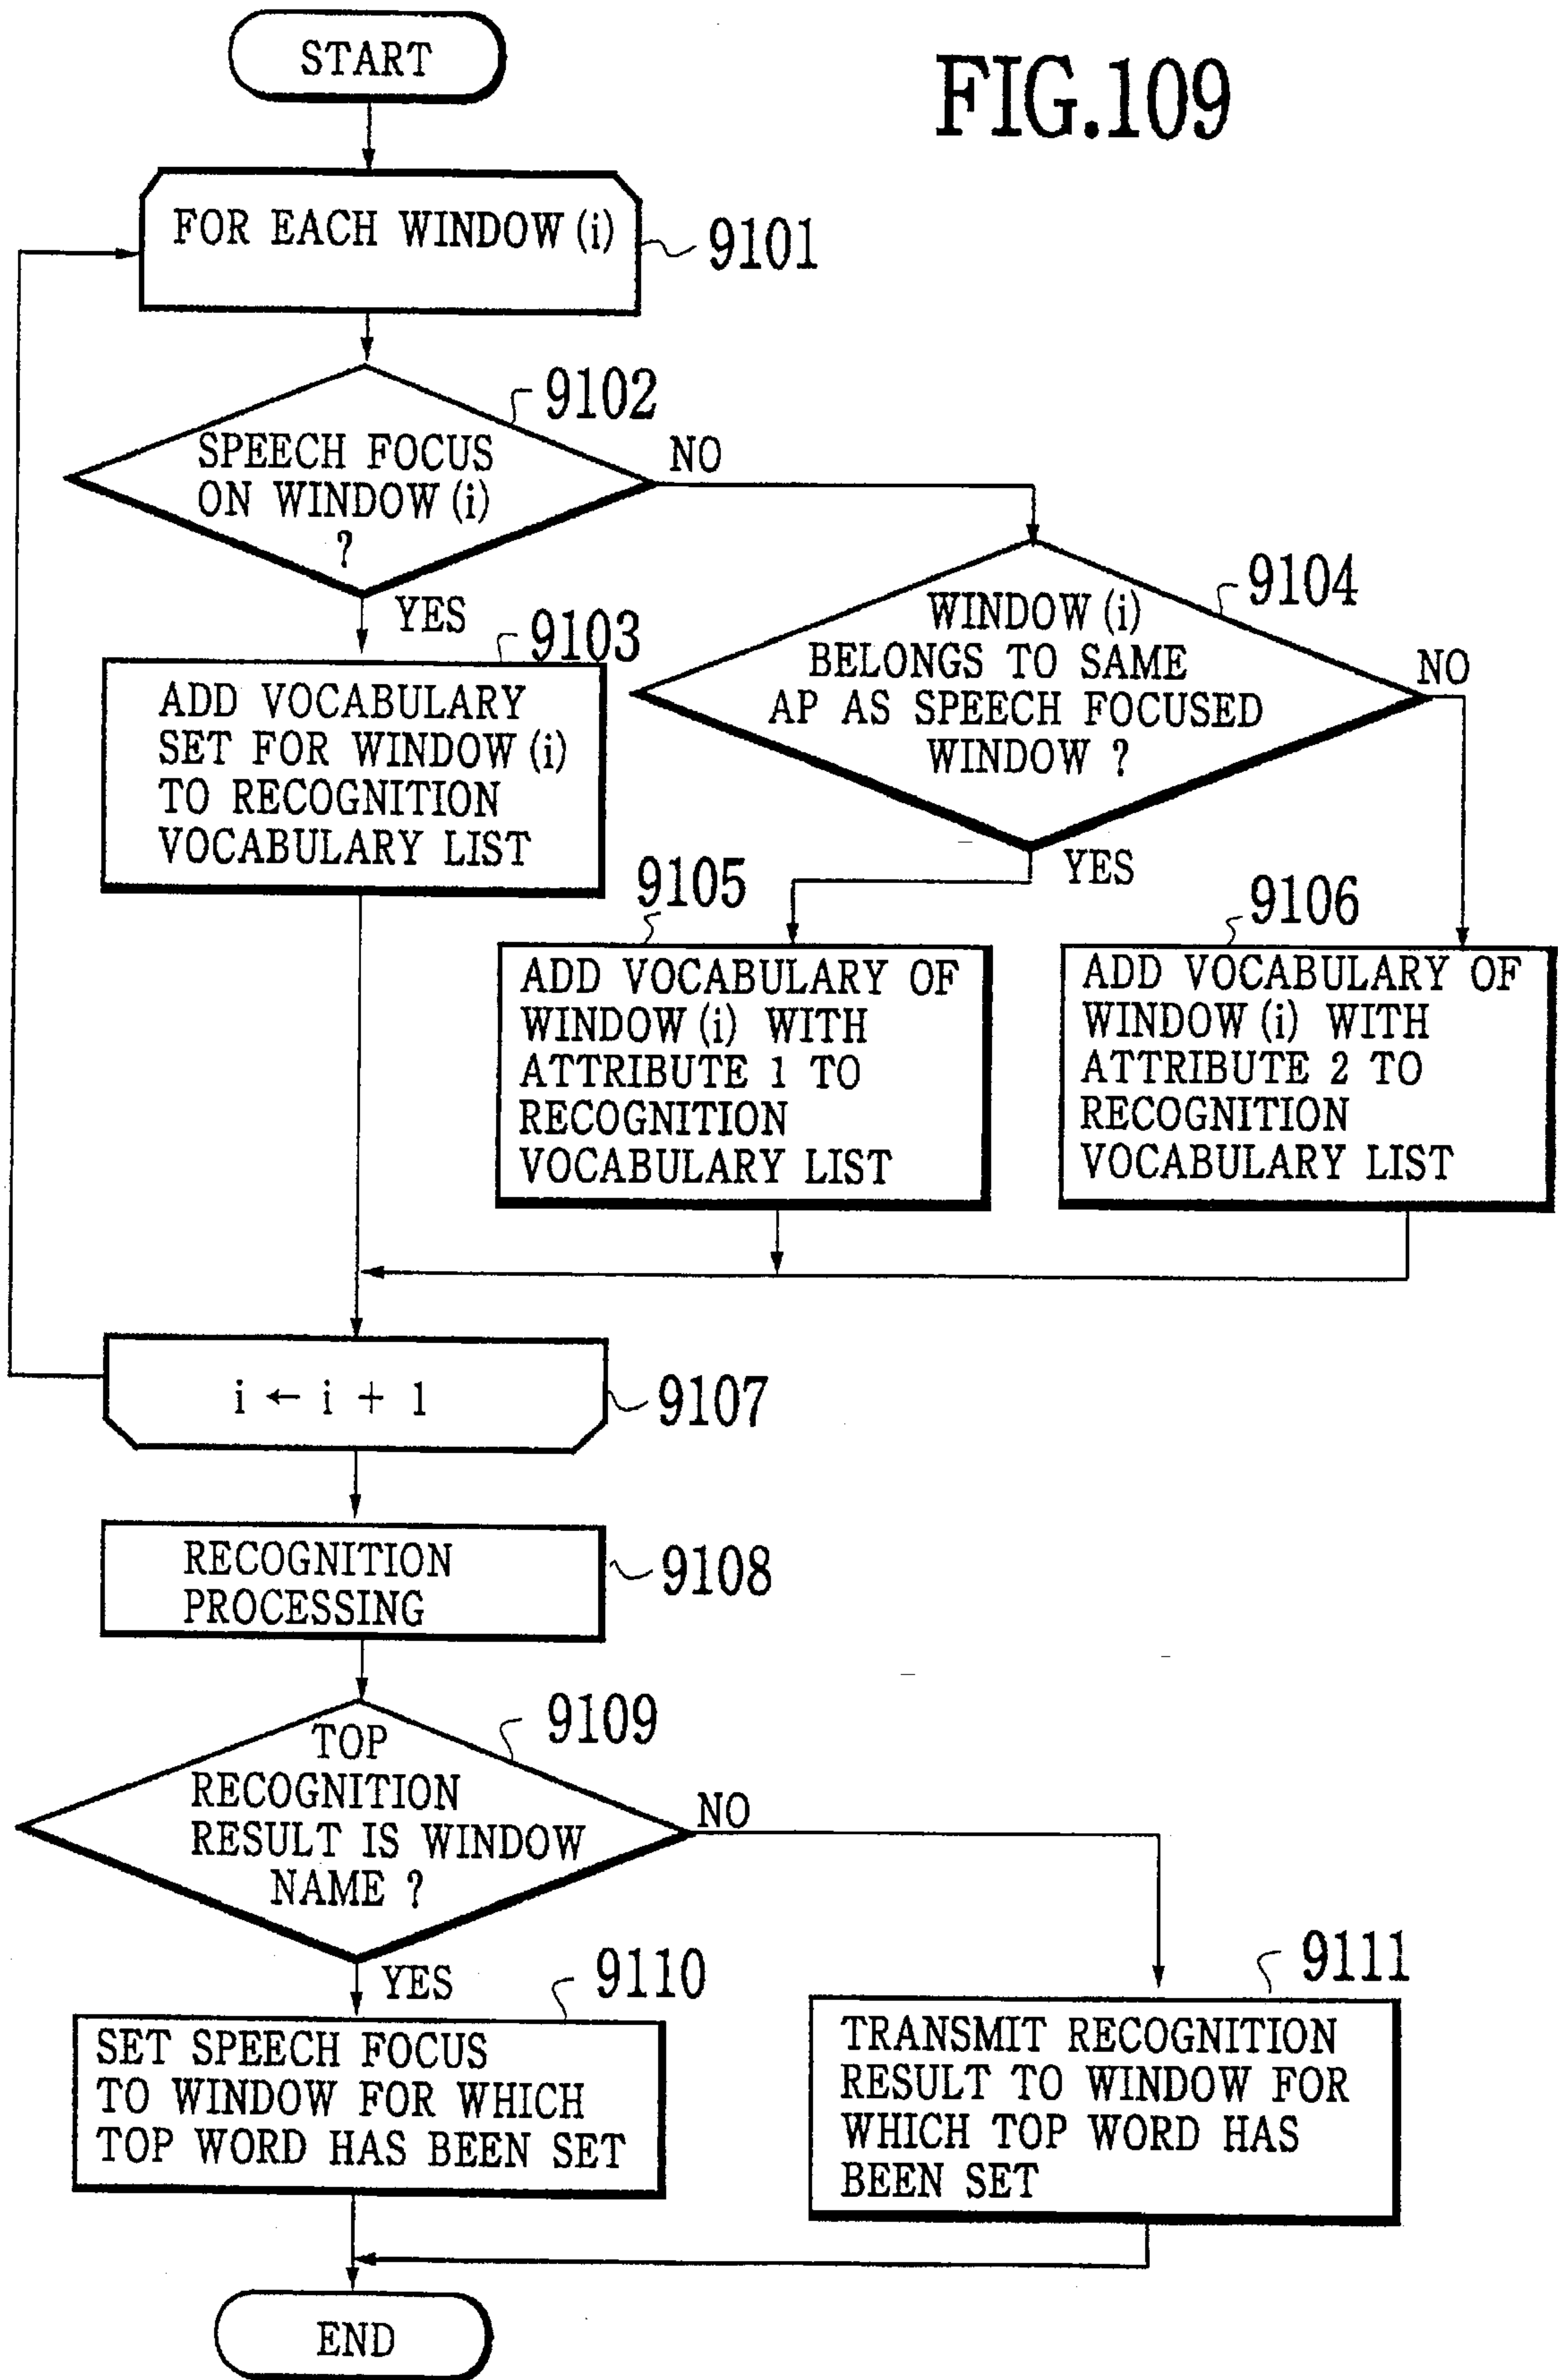 FIG.109
START
FOR EACH WINDOW (i)
9101
9102
SPEECH FOCUS
ON WINDOW (i)
?
NO
YES
9103
ADD VOCABULARY
SET FOR WINDOW (i)
TO RECOGNITION
VOCABULARY LIST
9104
WINDOW (i)
BELONGS TO SAME
AP AS SPEECH FOCUSED
WINDOW ?
NO
YES
9105
ADD VOCABULARY OF
WINDOW (i) WITH
ATTRIBUTE 1 TO
RECOGNITION
VOCABULARY LIST
9106
ADD VOCABULARY OF
WINDOW (i) WITH
ATTRIBUTE 2 TO
RECOGNITION
VOCABULARY LIST
i ← i + 1
9107
RECOGNITION
PROCESSING
9108
9109
TOP
RECOGNITION
RESULT IS WINDOW
NAME ?
NO
YES
9110
SET SPEECH FOCUS
TO WINDOW FOR WHICH
TOP WORD HAS BEEN SET
9111
TRANSMIT RECOGNITION
RESULT TO WINDOW FOR
WHICH TOP WORD HAS
BEEN SET
END